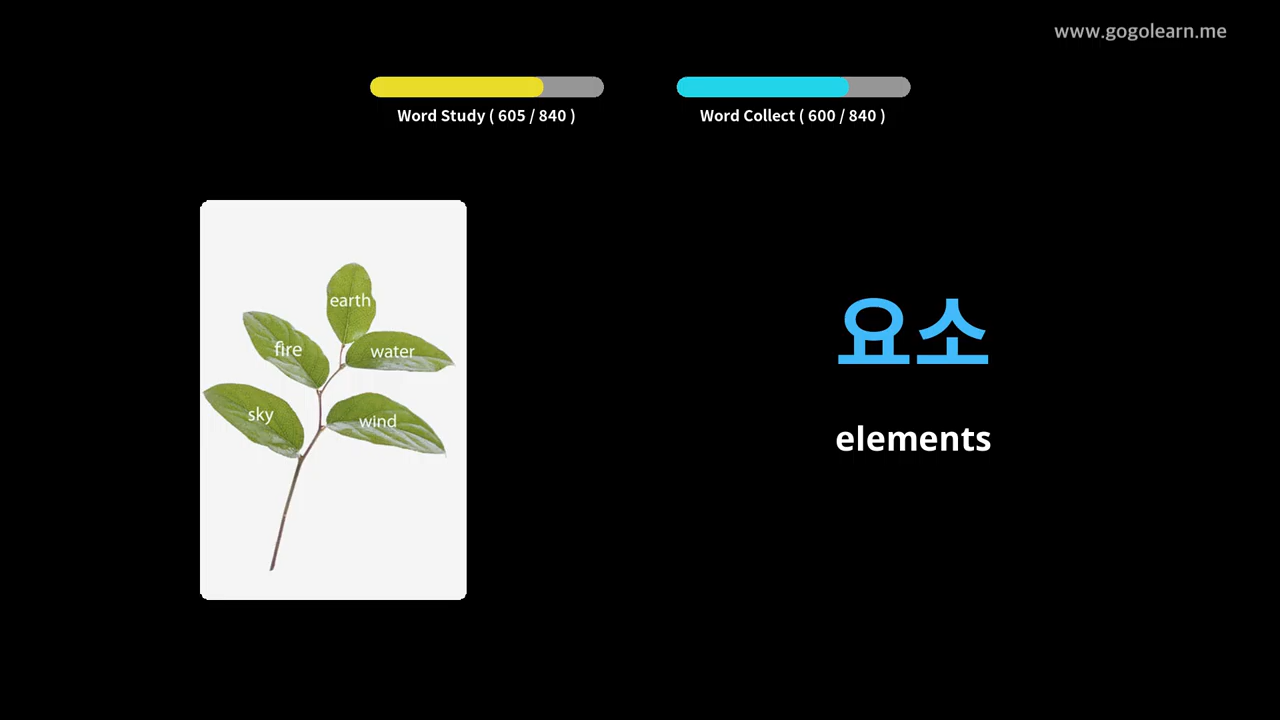 www.gogolearn.me
Word Study ( 605 / 840 )
Word Collect ( 600 / 840 )
earth
fire
water
sky
wind
요소
elements